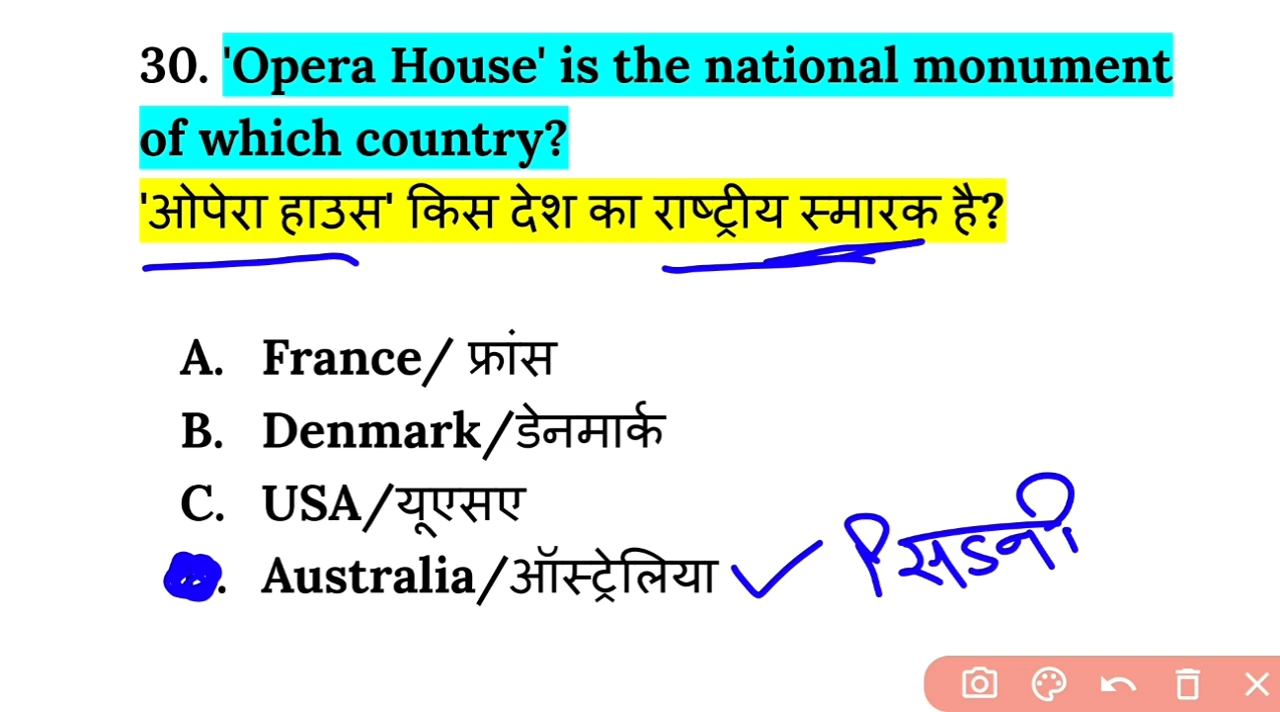 30. 'Opera House' is the national monument
of which country?
'ओपेरा हाउस' किस देश का राष्ट्रीय स्मारक है?
A. France/ फ्रांस
B. Denmark/डेनमार्क
C. USA/यूएसए
. Australia/ऑस्ट्रेलिया सिडनी